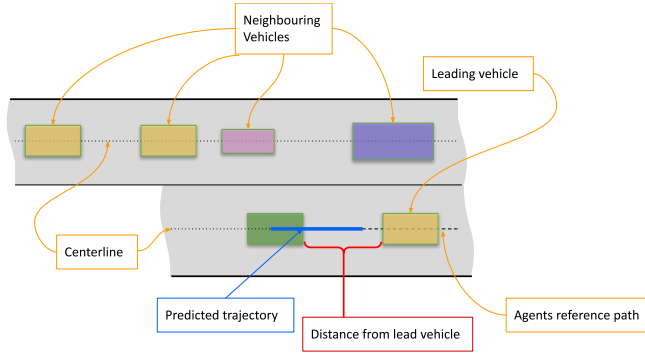 Neighbouring
Vehicles
Leading vehicle
Centerline
Predicted trajectory
Distance from lead vehicle
Agents reference path